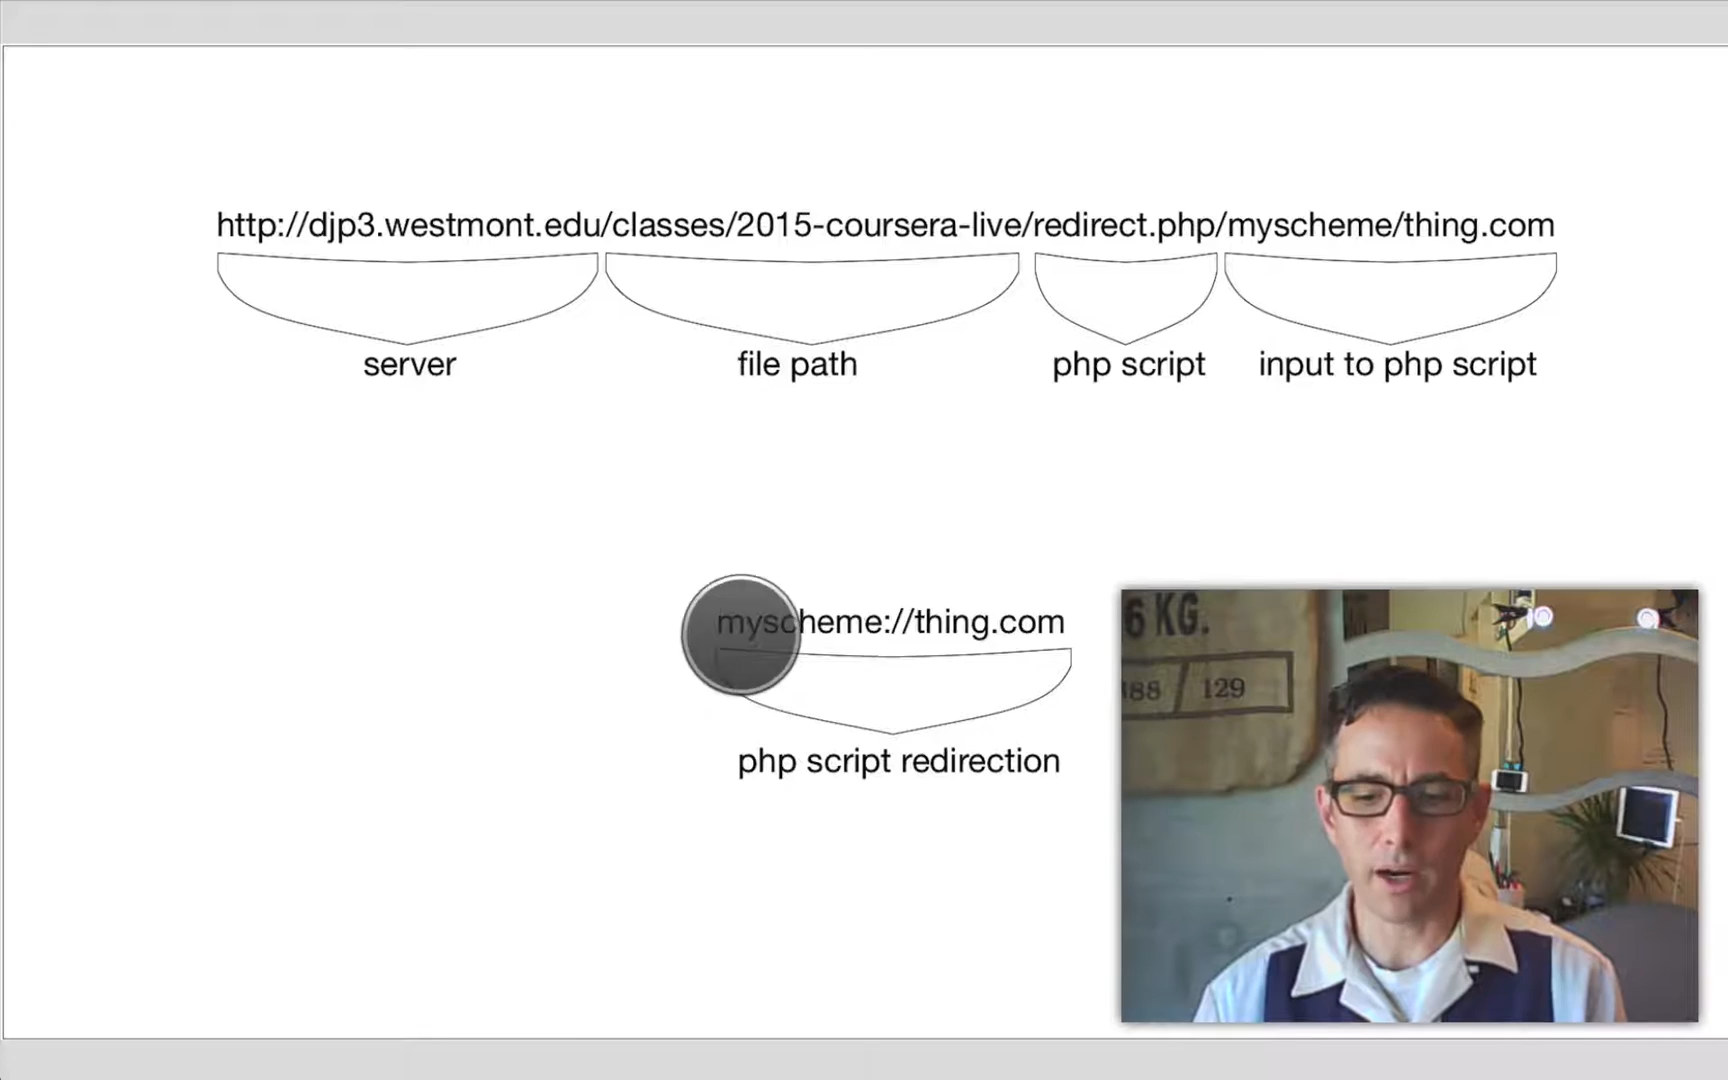 http://djp3.westmont.edu/classes/2015-coursera-live/redirect.php/myscheme/thing.com
server file path php script input to php script
myscheme://thing.com
php script redirection
6 KG.
88 / 129